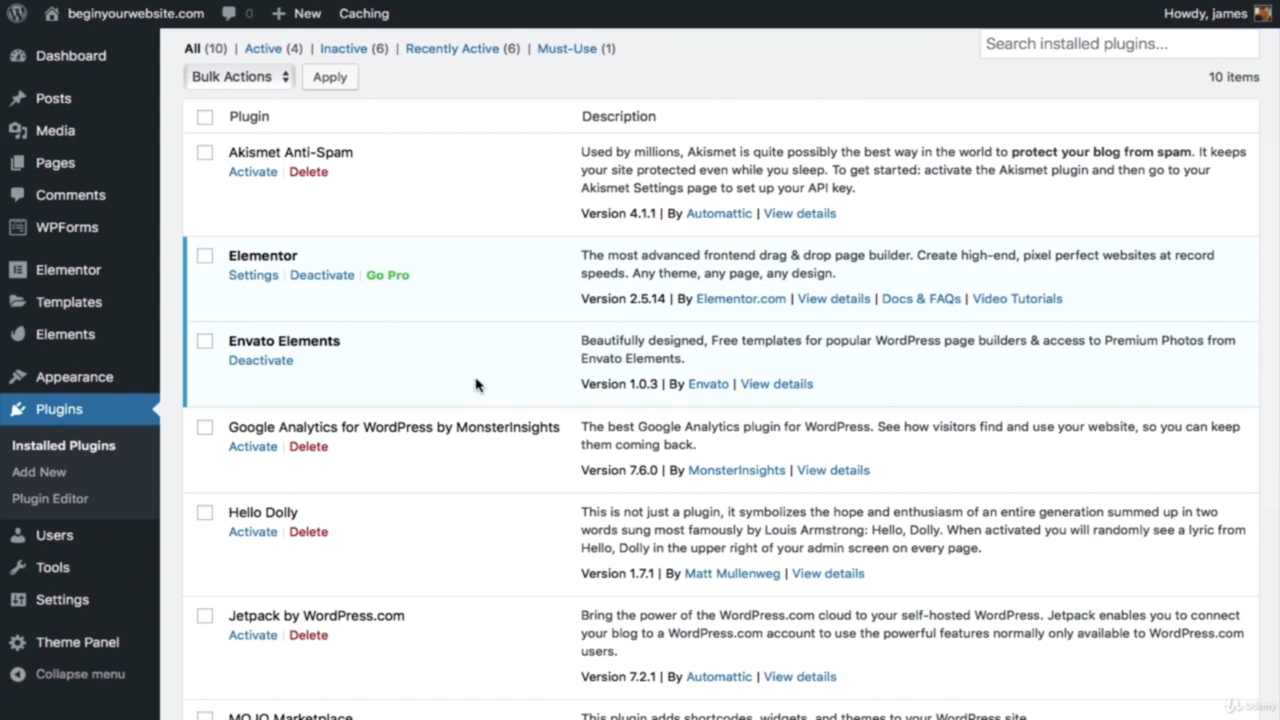 beginyourwebsite.com 0 New Caching Howdy, james
Dashboard
Posts
Media
Pages
Comments
WPForms
Elementor
Templates
Elements
Appearance
Plugins
Installed Plugins
Add New
Plugin Editor
Users
Tools
Settings
Theme Panel
Collapse menu
All (10) | Active (4) | Inactive (6) | Recently Active (6) | Must-Use (1)
Search installed plugins...
Bulk Actions Apply 10 items
Plugin Description
Akismet Anti-Spam
Activate | Delete
Used by millions, Akismet is quite possibly the best way in the world to protect your blog from spam. It keeps
your site protected even while you sleep. To get started: activate the Akismet plugin and then go to your
Akismet Settings page to set up your API key.
Version 4.1.1 | By Automattic | View details
Elementor
Settings | Deactivate | Go Pro
The most advanced frontend drag & drop page builder. Create high-end, pixel perfect websites at record
speeds. Any theme, any page, any design.
Version 2.5.14 | By Elementor.com | View details | Docs & FAQs | Video Tutorials
Envato Elements
Deactivate
Beautifully designed, Free templates for popular WordPress page builders & access to Premium Photos from
Envato Elements.
Version 1.0.3 | By Envato | View details
Google Analytics for WordPress by MonsterInsights
Activate | Delete
The best Google Analytics plugin for WordPress. See how visitors find and use your website, so you can keep
them coming back.
Version 7.6.0 | By MonsterInsights | View details
Hello Dolly
Activate | Delete
This is not just a plugin, it symbolizes the hope and enthusiasm of an entire generation summed up in two
words sung most famously by Louis Armstrong: Hello, Dolly. When activated you will randomly see a lyric from
Hello, Dolly in the upper right of your admin screen on every page.
Version 1.7.1 | By Matt Mullenweg | View details
Jetpack by WordPress.com
Activate | Delete
Bring the power of the WordPress.com cloud to your self-hosted WordPress. Jetpack enables you to connect
your blog to a WordPress.com account to use the powerful features normally only available to WordPress.com
users.
Version 7.2.1 | By Automattic | View details
MOJO Marketplace
This plugin adds shortcodes, widgets, and themes to your WordPress site.
Udemy